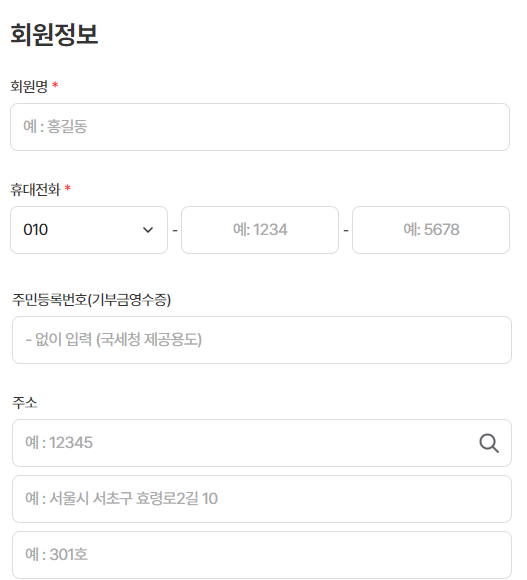 회원정보
회원명 *
예 : 홍길동
휴대전화 *
010 - 예: 1234 - 예: 5678
주민등록번호(기부금영수증)
- 없이 입력 (국세청 제공용도)
주소
예 : 12345
예 : 서울시 서초구 효령로2길 10
예 : 301호